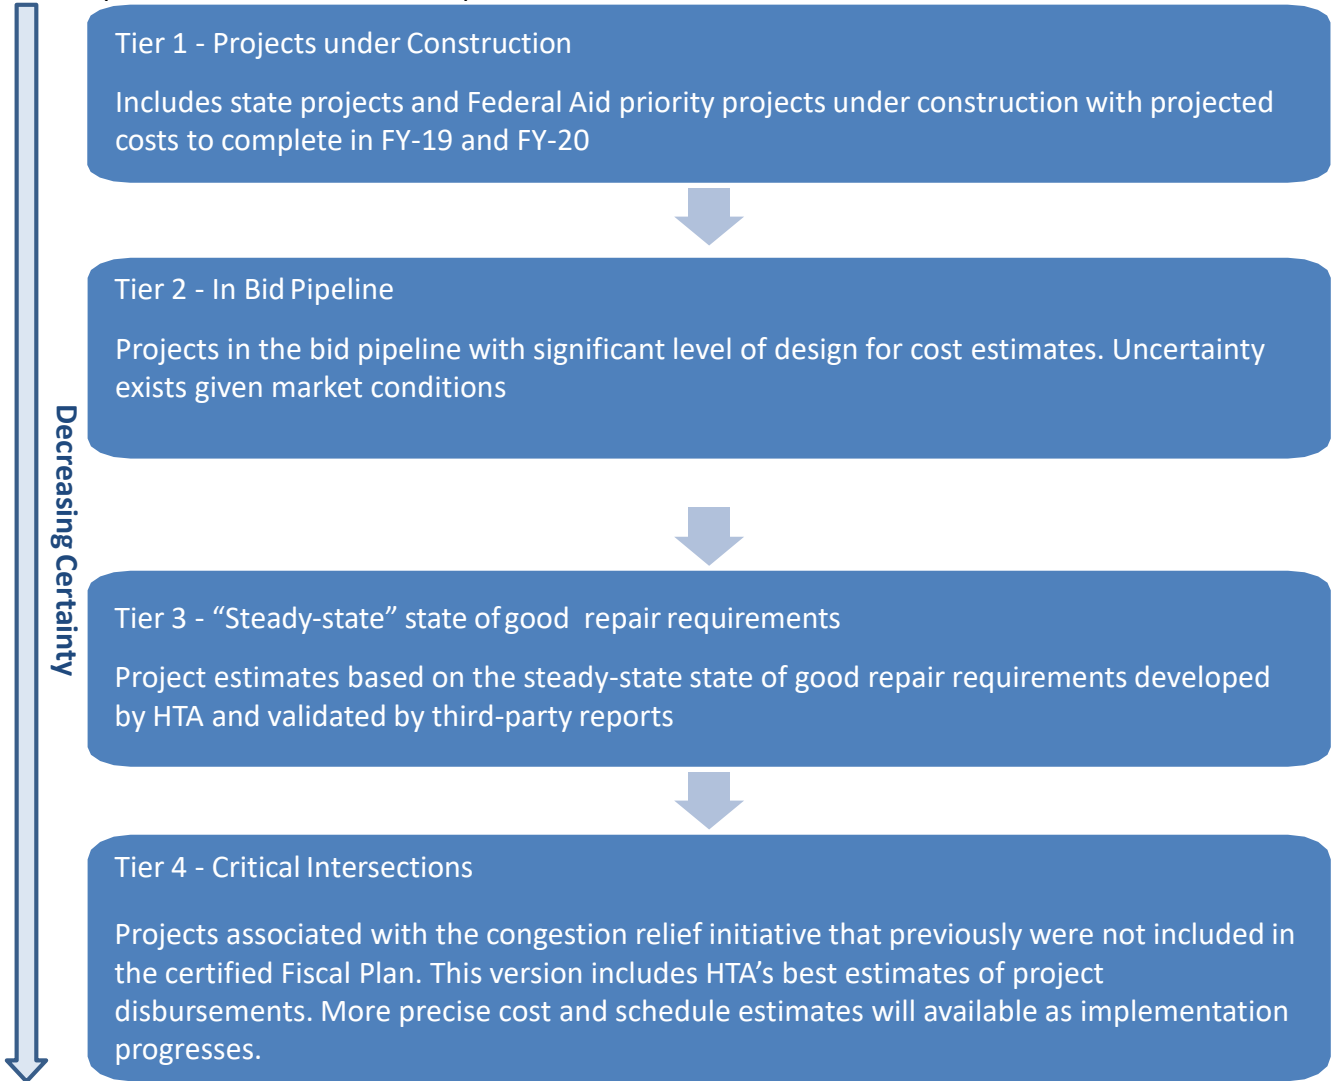 Tier 1 - Projects under Construction
Includes state projects and Federal Aid priority projects under construction with projected
costs to complete in FY-19 and FY-20
Tier 2 - In Bid Pipeline
Projects in the bid pipeline with significant level of design for cost estimates. Uncertainty
exists given market conditions
Decreasing Certainty
Tier 3 - “Steady-state” state of good repair requirements
Project estimates based on the steady-state state of good repair requirements developed
by HTA and validated by third-party reports
Tier 4 - Critical Intersections
Projects associated with the congestion relief initiative that previously were not included in
the certified Fiscal Plan. This version includes HTA’s best estimates of project
disbursements. More precise cost and schedule estimates will available as implementation
progresses.